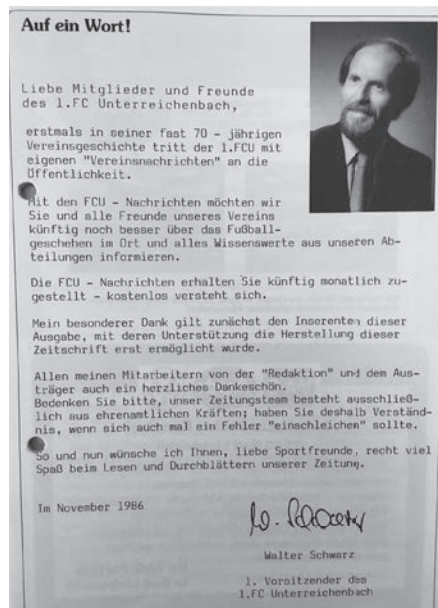 Auf ein Wort!
Liebe Mitglieder und Freunde
des 1.FC Unterreichenbach,
erstmals in seiner fast 70 - jährigen
Vereinsgeschichte tritt der 1.FCU mit
eigenen "Vereinsnachrichten" an die
Öffentlichkeit.
Mit den FCU - Nachrichten möchten wir
Sie und alle Freunde unseres Vereins
künftig noch besser über das Fußball-
geschehen im Ort und alles Wissenswerte aus unseren Ab-
teilungen informieren.
Die FCU - Nachrichten erhalten Sie künftig monatlich zu-
gestellt - kostenlos versteht sich.
Mein besonderer Dank gilt zunächst den Inserenten dieser
Ausgabe, mit deren Unterstützung die Herstellung dieser
Zeitschrift erst ermöglicht wurde.
Allen meinen Mitarbeitern von der "Redaktion" und dem Aus-
träger auch ein herzliches Dankeschön.
Bedenken Sie bitte, unser Zeitungsteam besteht ausschließ-
lich aus ehrenamtlichen Kräften; haben Sie deshalb Verständ-
nis, wenn sich auch mal ein Fehler "einschleichen" sollte.
So und nun wünsche ich Ihnen, liebe Sportfreunde, recht viel
Spaß beim Lesen und Durchblättern unserer Zeitung.
Im November 1986
W. Schwarz
Walter Schwarz
1. Vorsitzender des
1.FC Unterreichenbach